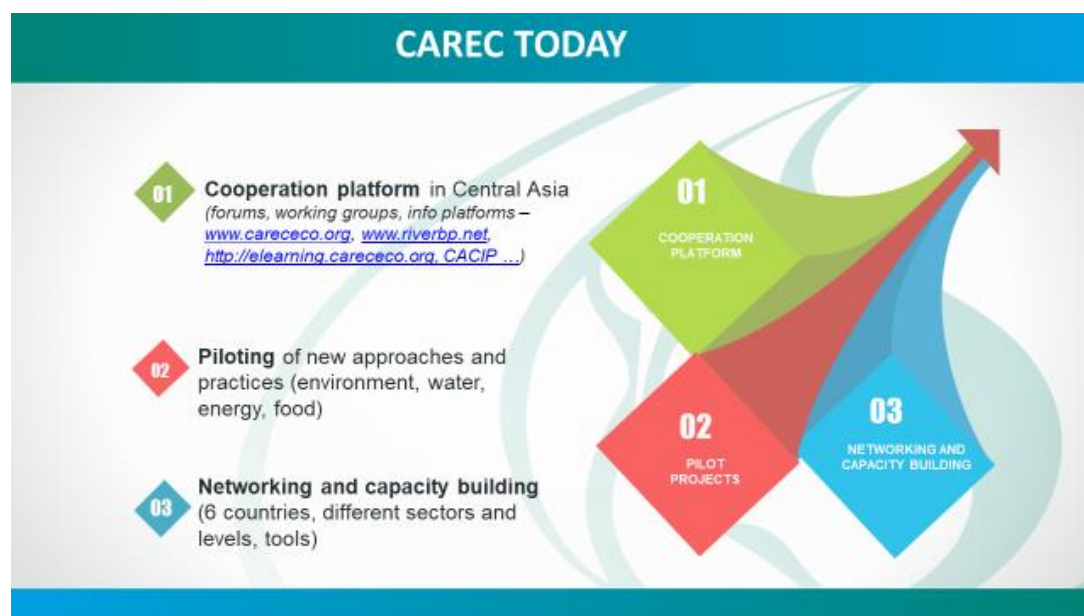 CAREC TODAY
01
Cooperation platform in Central Asia
(forums, working groups, info platforms –
www.carececo.org, www.riverbp.net,
http://elearning.carececo.org, CACIP …)
02
Piloting of new approaches and
practices (environment, water,
energy, food)
03
Networking and capacity building
(6 countries, different sectors and
levels, tools)
01
COOPERATION
PLATFORM
02
PILOT
PROJECTS
03
NETWORKING AND
CAPACITY BUILDING